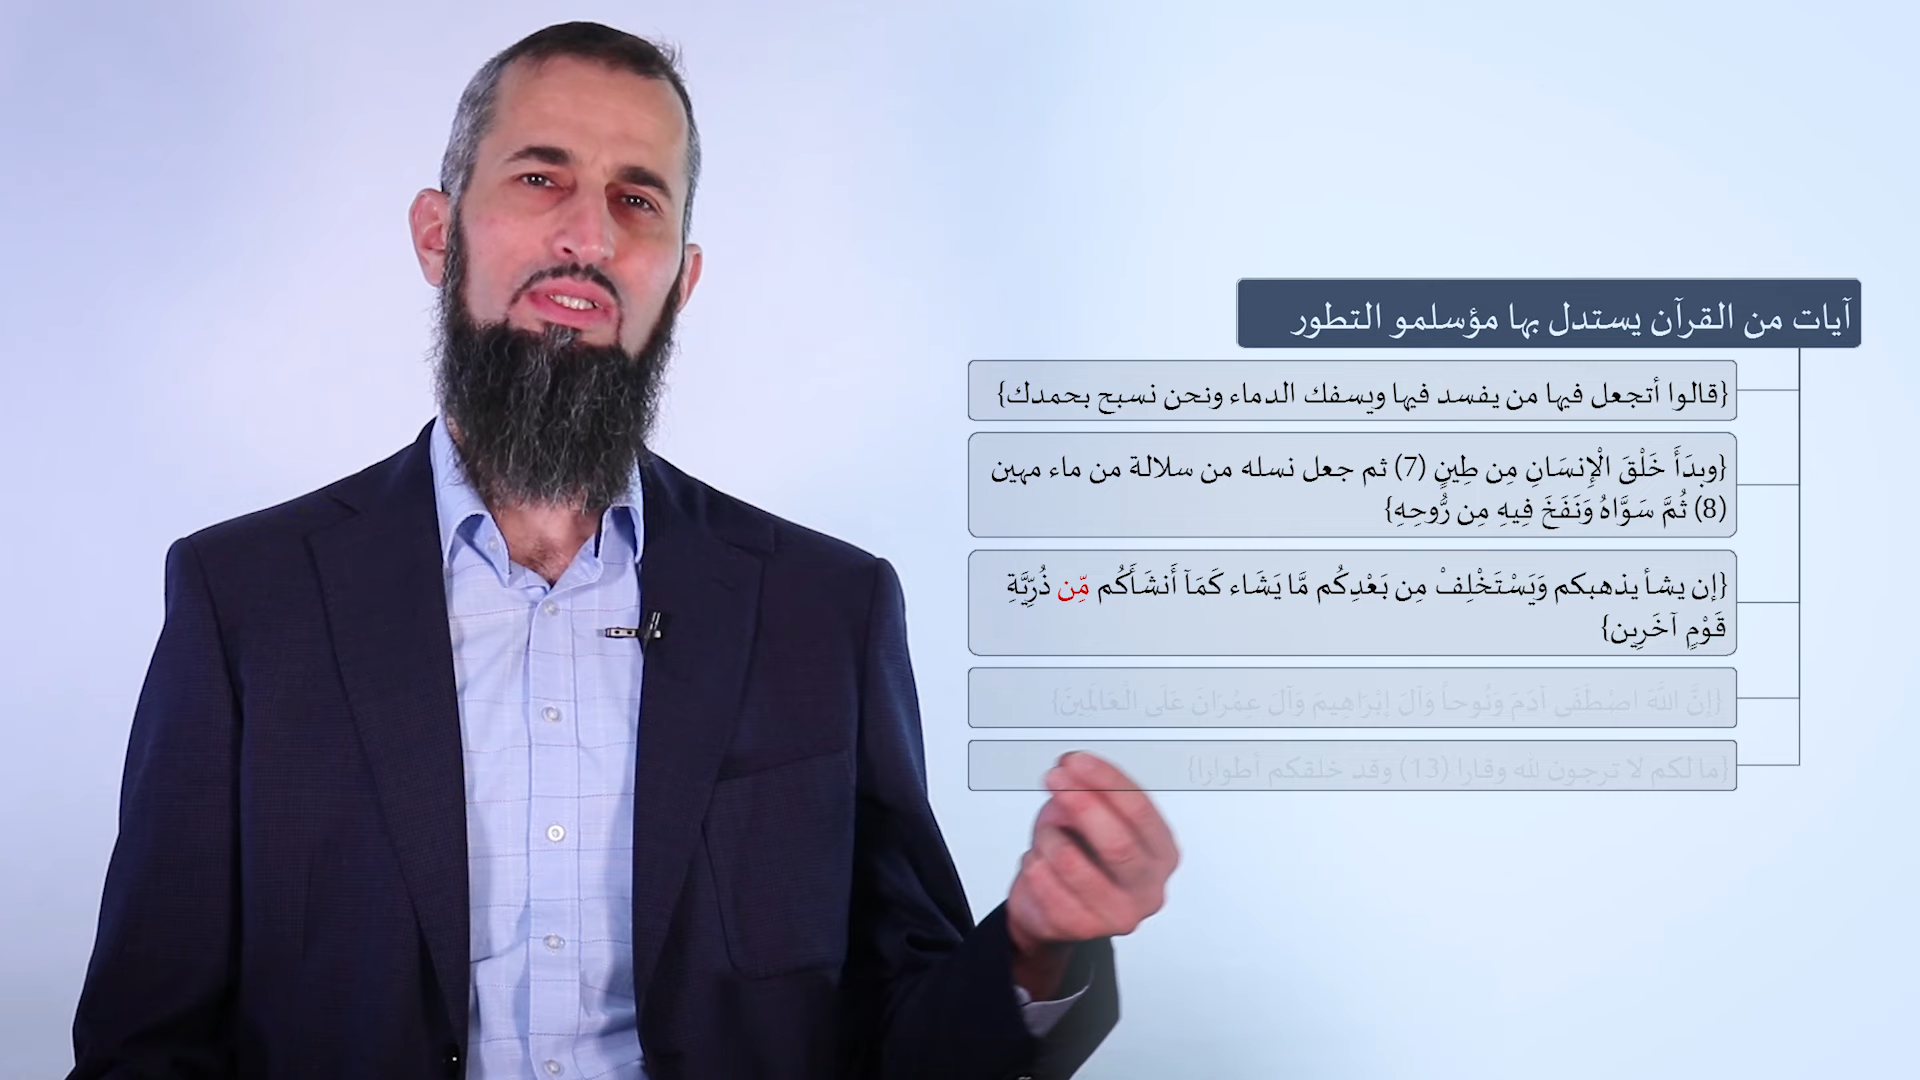 آيات من القرآن يستدل بها مؤسلمو التطور
{قالوا أتجعل فيها من يفسد فيها ويسفك الدماء ونحن نسبح بحمدك}
{وبدَأَ خَلْقَ الْإِنسَانِ مِن طِينٍ (7) ثم جعل نسله من سلالة من ماء مهين
(8) ثُمَّ سَوَّاهُ وَنَفَخَ فِيهِ مِن رُّوحِهِ}
{إن يشأ يذهبكم وَيَسْتَخْلِفْ مِن بَعْدِكُم مَّا يَشَاء كَمَآ أَنشَأَكُم مِّن ذُرِّيَّةِ
قَوْمٍ آخَرِين}
{إِنَّ اللَّهَ اصْطَفَى آدَمَ وَنُوحاً وَآلَ إِبْرَاهِيمَ وَآلَ عِمْرَانَ عَلَى الْعَالَمِينَ}
{ما لكم لا ترجون لله وقارا (13) وقد خلقكم أطوارا}